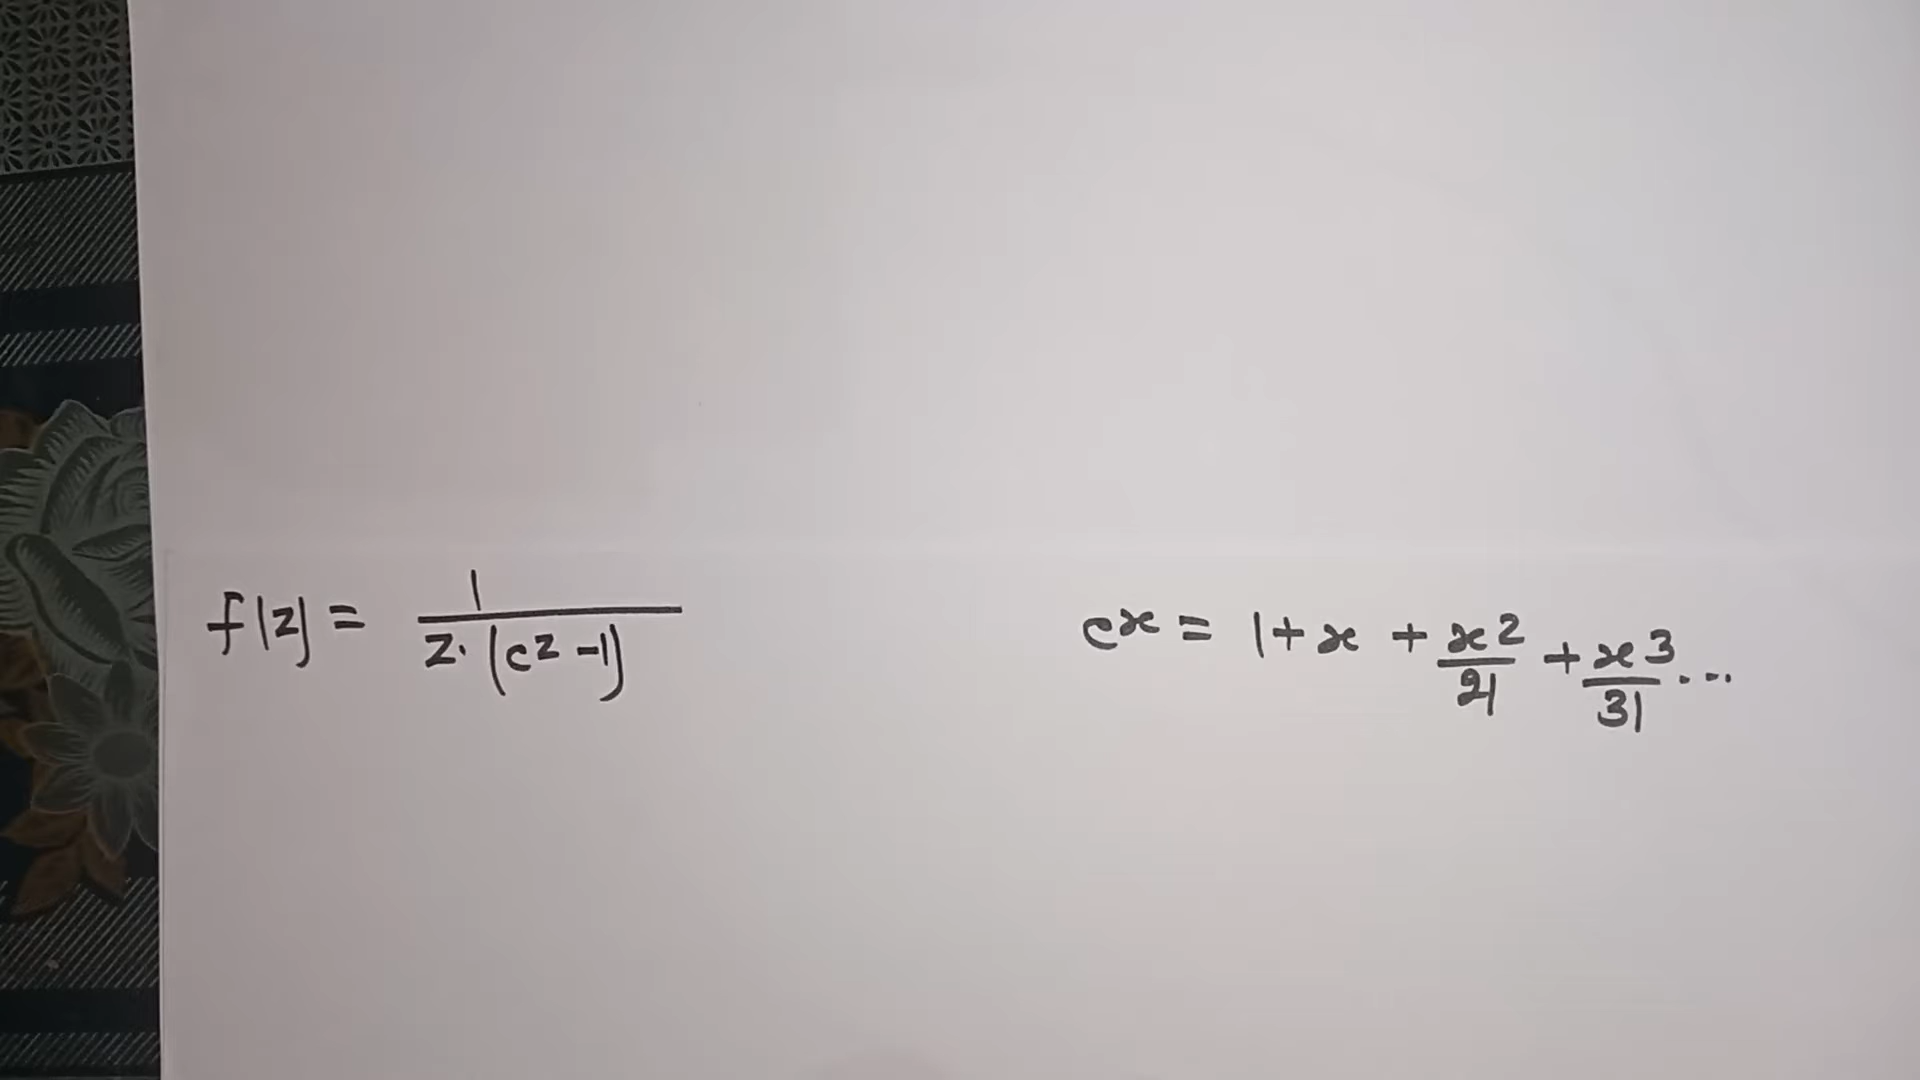 f(z) = 1 / z·(e^z -1)
e^x = 1 + x + x^2/2! + x^3/3! ...